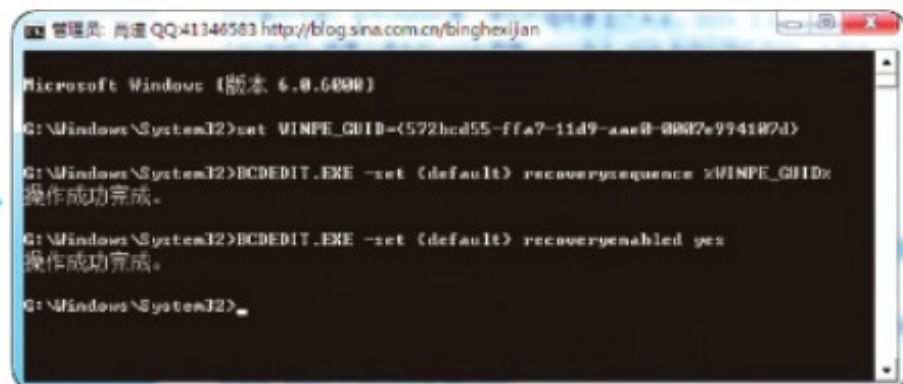 管理员: 尚进 QQ:41346583 http://blog.sina.com.cn/binghexijian
Microsoft Windows [版本 6.0.6000]
G:\Windows\System32>set WINPE_GUID={572bcd55-ffa7-11d9-aae0-0007e994107d}
G:\Windows\System32>BCDEDIT.EXE -set {default} recoverysequence %WINPE_GUID%
操作成功完成。
G:\Windows\System32>BCDEDIT.EXE -set {default} recoveryenabled yes
操作成功完成。
G:\Windows\System32>